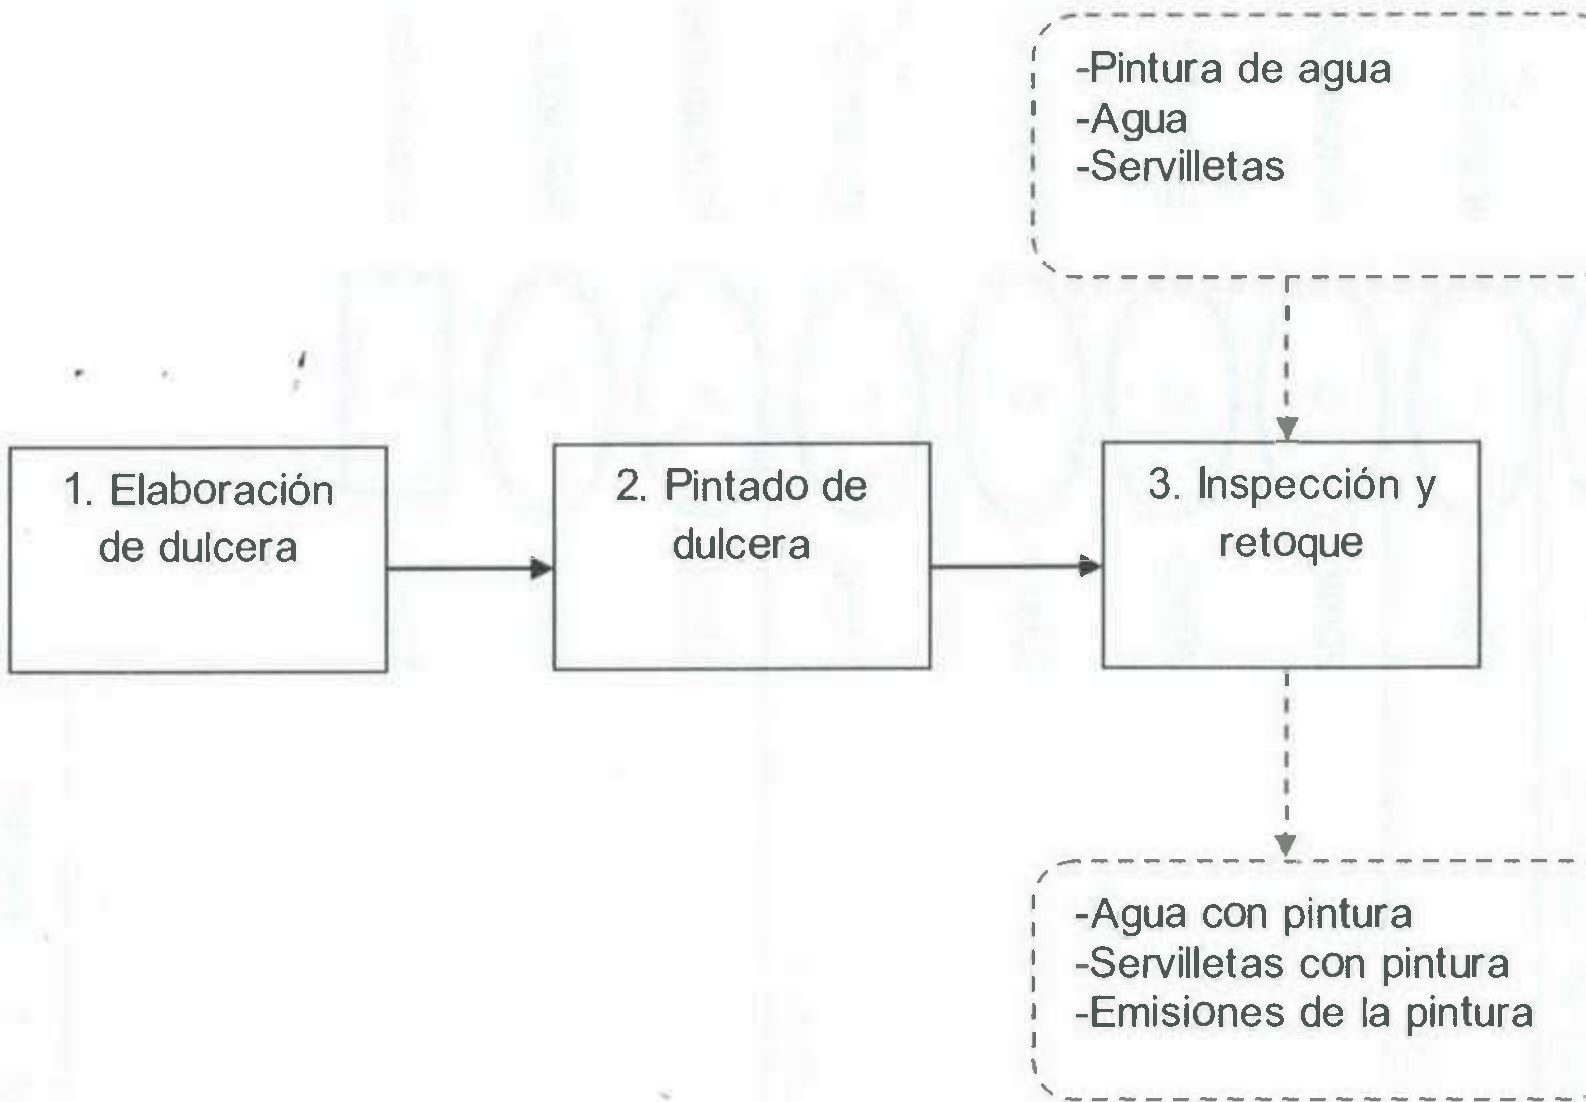 -Pintura de agua
-Agua
-Servilletas
1. Elaboración
de dulcera
2. Pintado de
dulcera
3. Inspección y
retoque
-Agua con pintura
-Servilletas con pintura
-Emisiones de la pintura